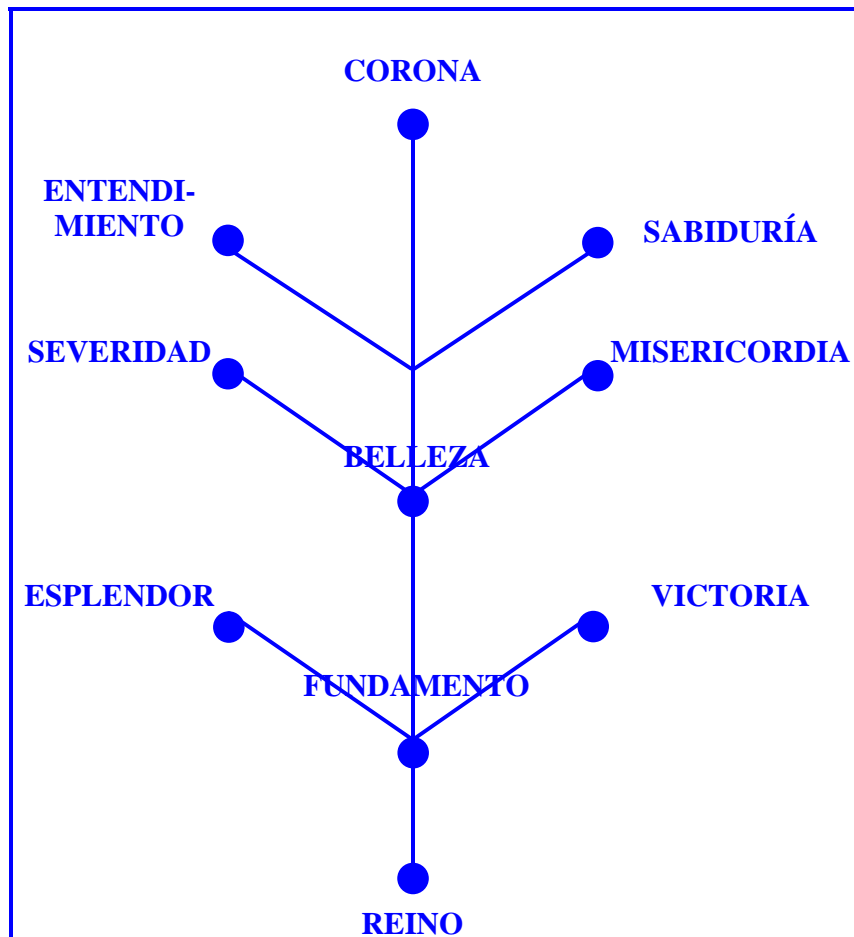 CORONA
ENTENDI-
MIENTO
SABIDURÍA
SEVERIDAD
MISERICORDIA
BELLEZA
ESPLENDOR
VICTORIA
FUNDAMENTO
REINO